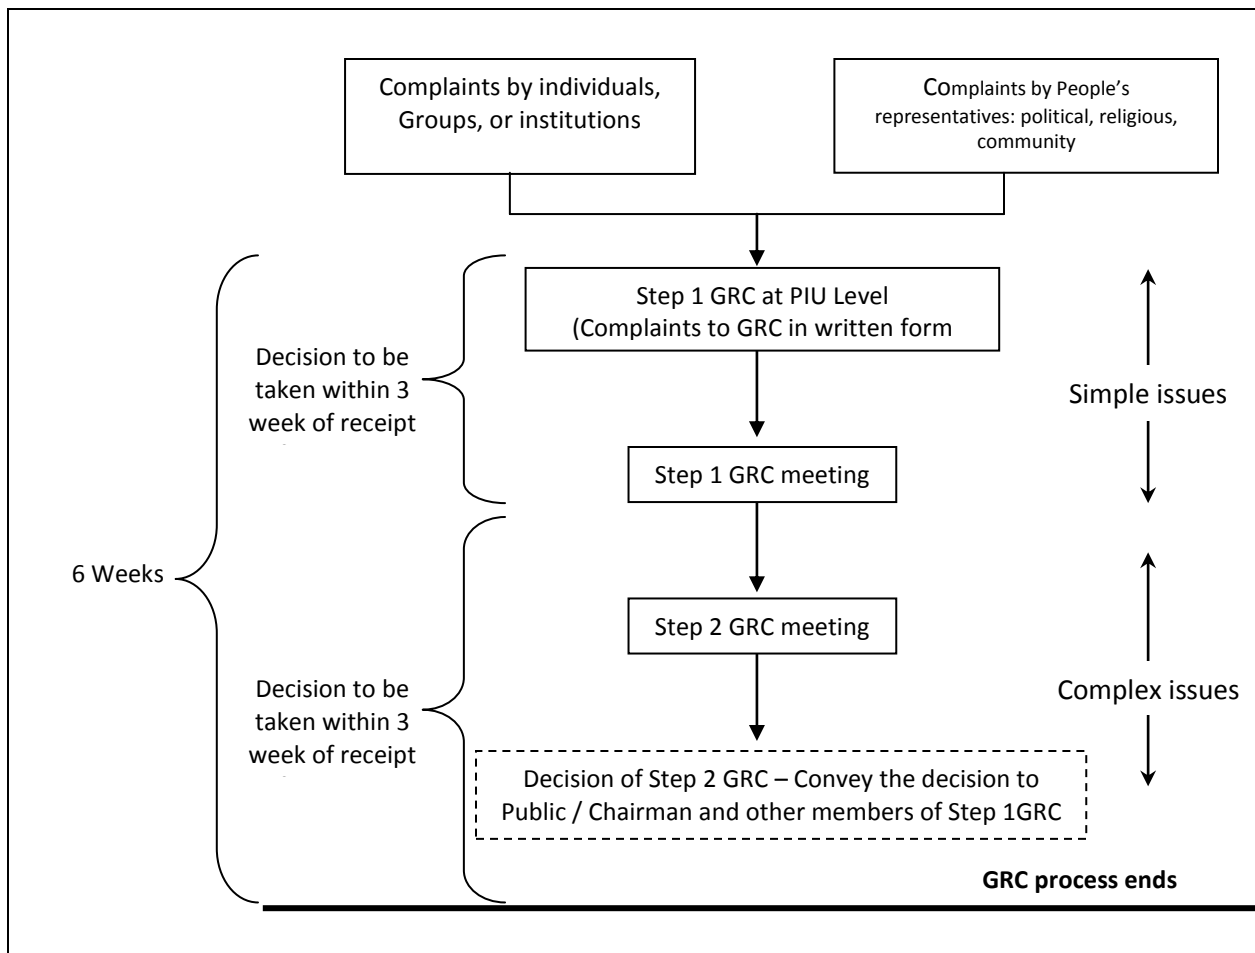 Complaints by individuals,
Groups, or institutions
Complaints by People’s
representatives: political, religious,
community
Step 1 GRC at PIU Level
(Complaints to GRC in written form
Decision to be
taken within 3
week of receipt
Simple issues
Step 1 GRC meeting
6 Weeks
Step 2 GRC meeting
Decision to be
taken within 3
week of receipt
Complex issues
Decision of Step 2 GRC – Convey the decision to
Public / Chairman and other members of Step 1GRC
GRC process ends